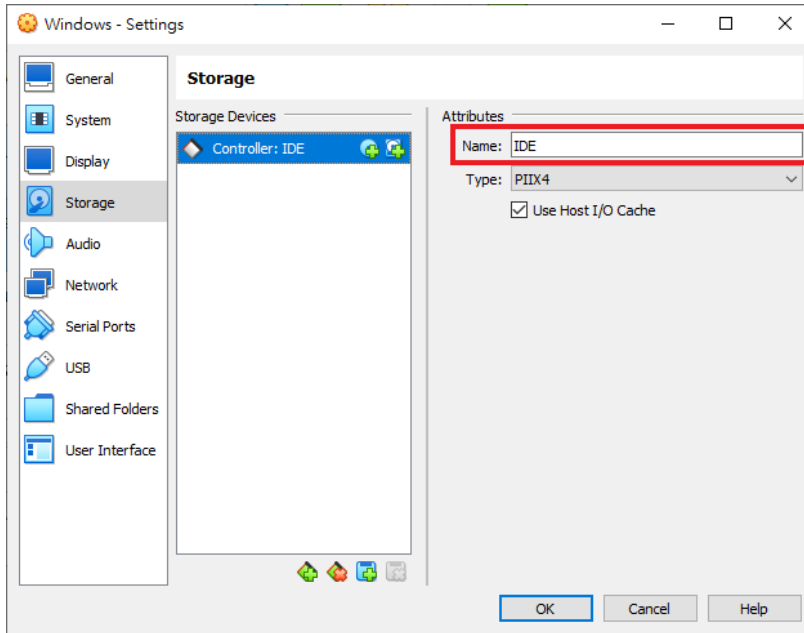 Windows - Settings
General
System
Display
Storage
Audio
Network
Serial Ports
USB
Shared Folders
User Interface
Storage
Storage Devices
Controller: IDE
Attributes
Name: IDE
Type: PIIX4
Use Host I/O Cache
OK Cancel Help